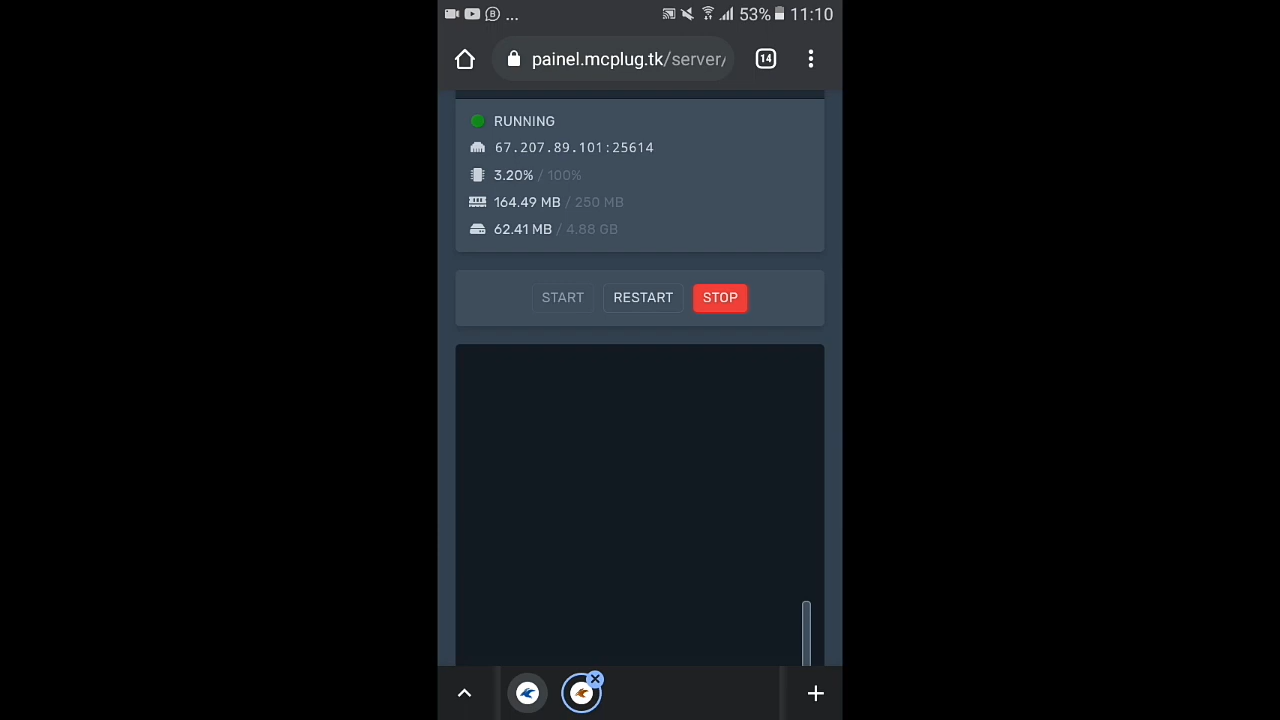 ... 53% 11:10
painel.mcplug.tk/server/ 14
RUNNING
67.207.89.101:25614
3.20% / 100%
164.49 MB / 250 MB
62.41 MB / 4.88 GB
START RESTART STOP